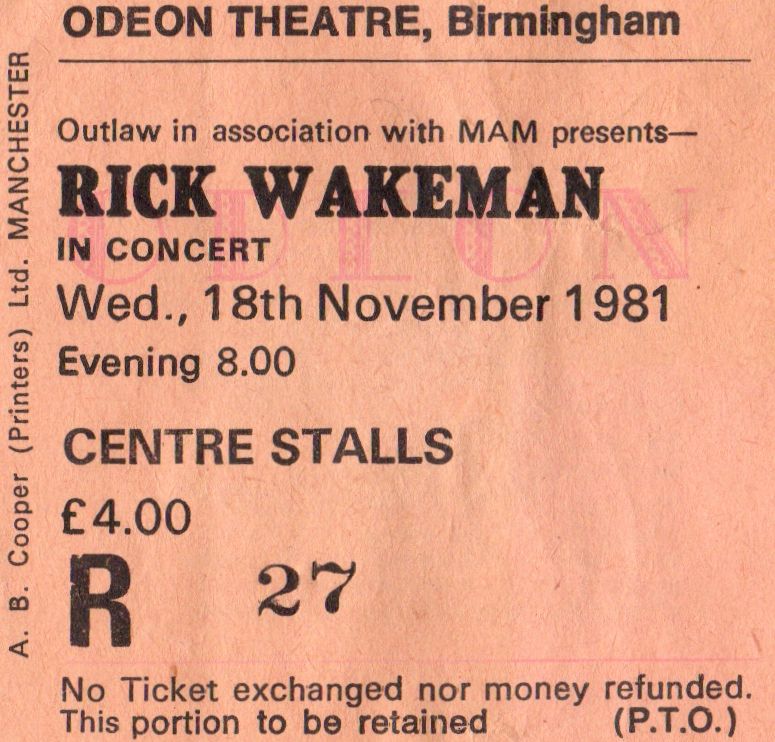 ODEON THEATRE, Birmingham
Outlaw in association with MAM presents—
RICK WAKEMAN
ODEON
IN CONCERT
Wed., 18th November 1981
Evening 8.00
CENTRE STALLS
£4.00
R 27
No Ticket exchanged nor money refunded.
This portion to be retained (P.T.O.)
A. B. Cooper (Printers) Ltd. MANCHESTER